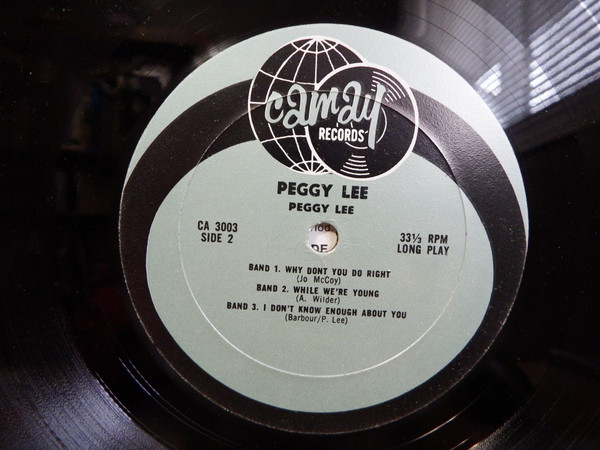 camay
RECORDS
PEGGY LEE
PEGGY LEE
CA 3003
SIDE 2
33⅓ RPM
LONG PLAY
BAND 1. WHY DONT YOU DO RIGHT
(Jo McCoy)
BAND 2. WHILE WE'RE YOUNG
(A. Wilder)
BAND 3. I DON'T KNOW ENOUGH ABOUT YOU
(Barbour/P. Lee)